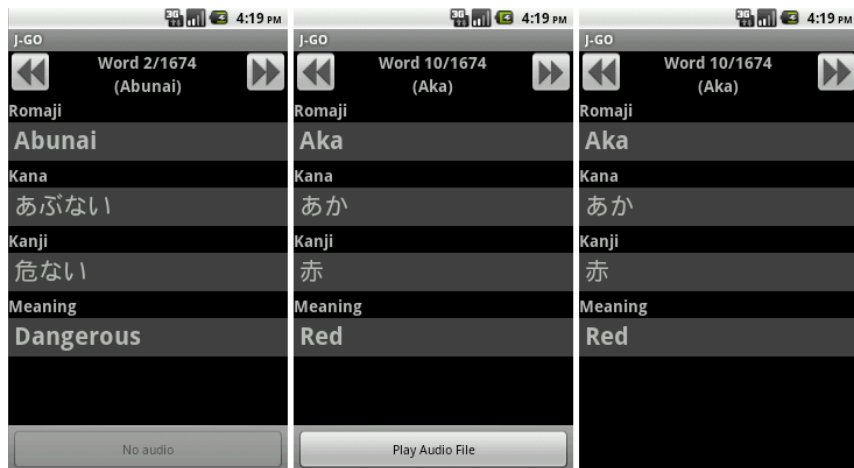 3G 4:19 PM
J-GO
Word 2/1674
(Abunai)
Romaji
Abunai
Kana
あぶない
Kanji
危ない
Meaning
Dangerous
No audio
3G 4:19 PM
J-GO
Word 10/1674
(Aka)
Romaji
Aka
Kana
あか
Kanji
赤
Meaning
Red
Play Audio File
3G 4:19 PM
J-GO
Word 10/1674
(Aka)
Romaji
Aka
Kana
あか
Kanji
赤
Meaning
Red